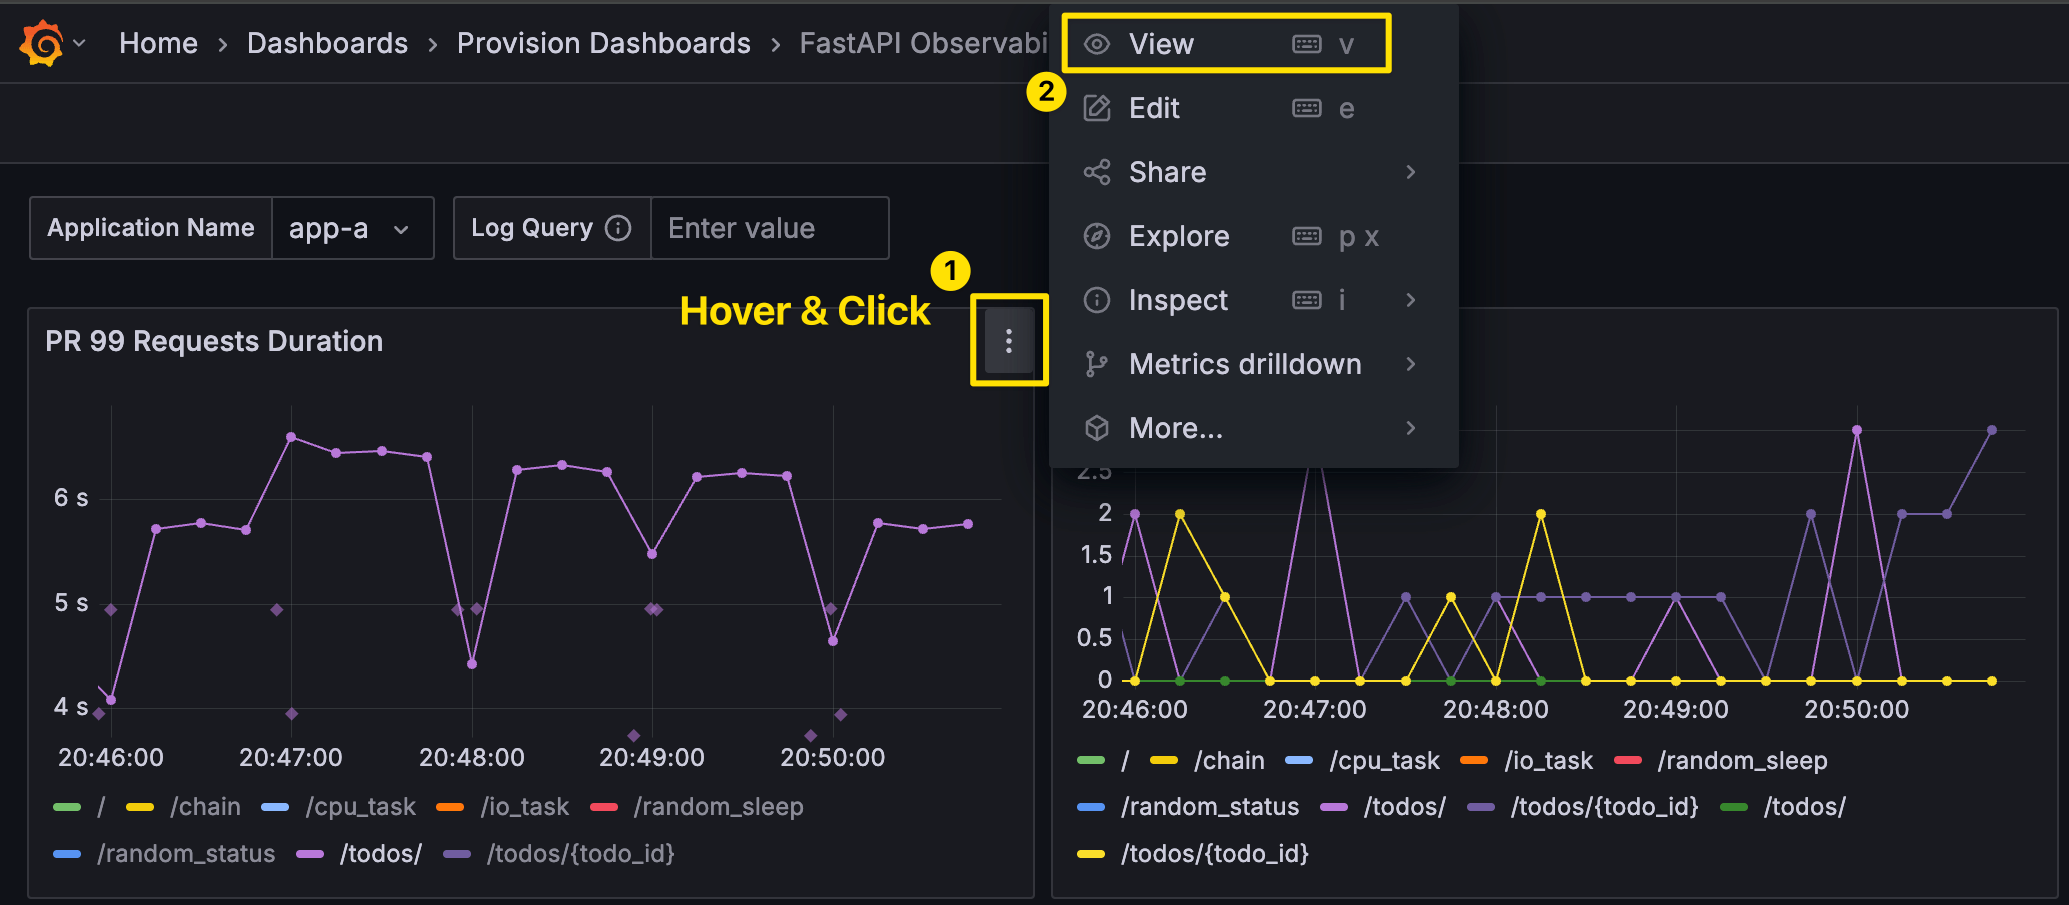 Home › Dashboards › Provision Dashboards › FastAPI Observabi
View v
2
Edit e
Share
Explore p x
Inspect i
Metrics drilldown
More...
Application Name app-a
Log Query Enter value
1
Hover & Click
PR 99 Requests Duration
6 s
5 s
4 s
20:46:00 20:47:00 20:48:00 20:49:00 20:50:00
/ /chain /cpu_task /io_task /random_sleep
/random_status /todos/ /todos/{todo_id}
2.5
2
1.5
1
0.5
0
20:46:00 20:47:00 20:48:00 20:49:00 20:50:00
/ /chain /cpu_task /io_task /random_sleep
/random_status /todos/ /todos/{todo_id} /todos/
/todos/{todo_id}